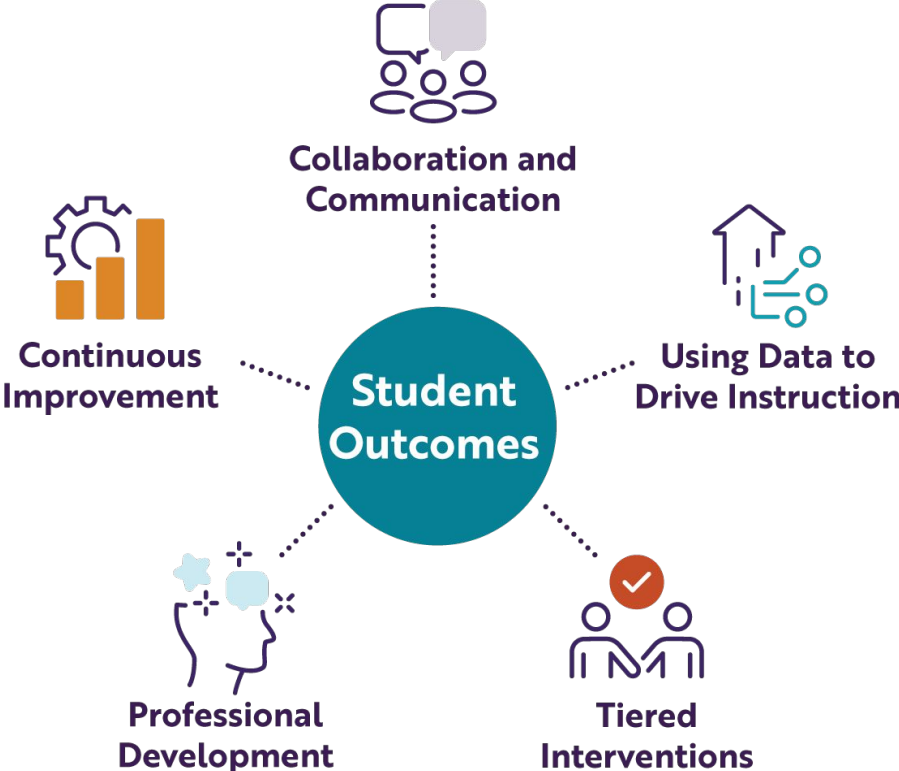 Collaboration and
Communication
Continuous
Improvement
Using Data to
Drive Instruction
Student
Outcomes
Professional
Development
Tiered
Interventions